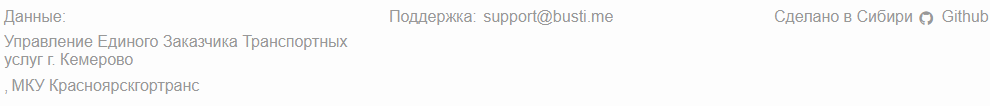 Данные:
Поддержка: support@busti.me
Сделано в Сибири Github
Управление Единого Заказчика Транспортных
услуг г. Кемерово
, МКУ Красноярскгортранс